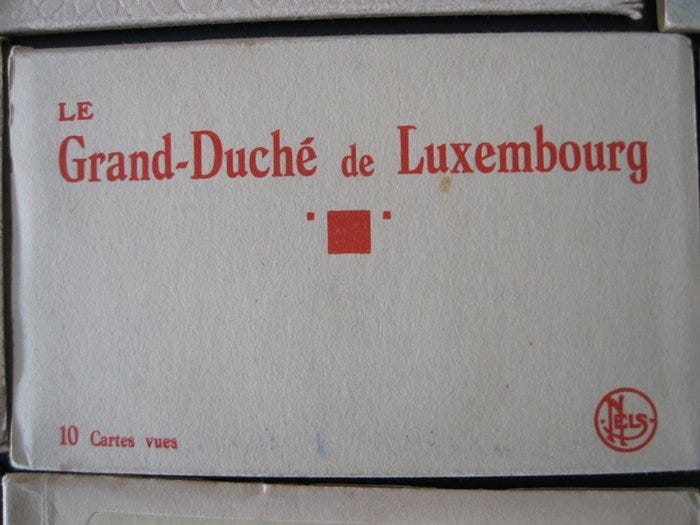 LE
Grand-Duché de Luxembourg
10 Cartes vues
NELS